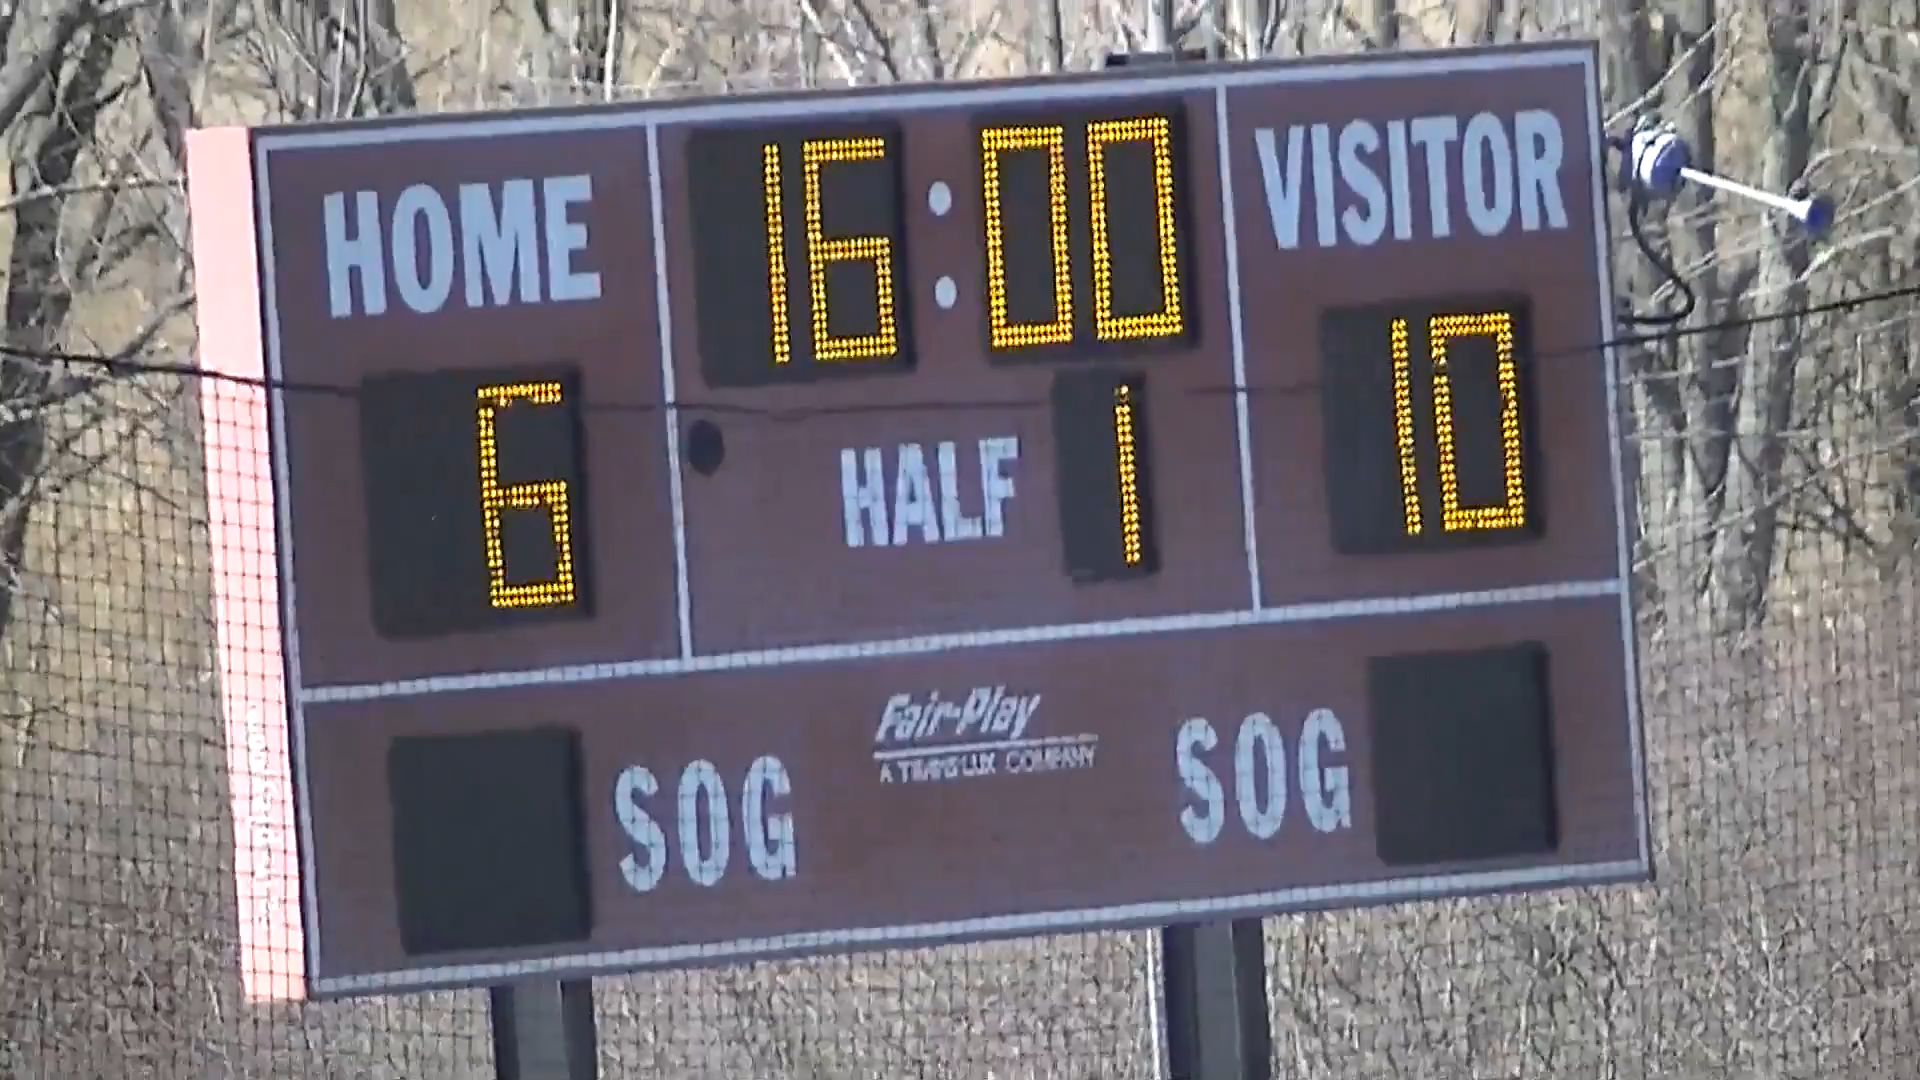 HOME
16:00
VISITOR
6
HALF 1
10
SOG
Fair-Play
A TRANS-LUX COMPANY
SOG